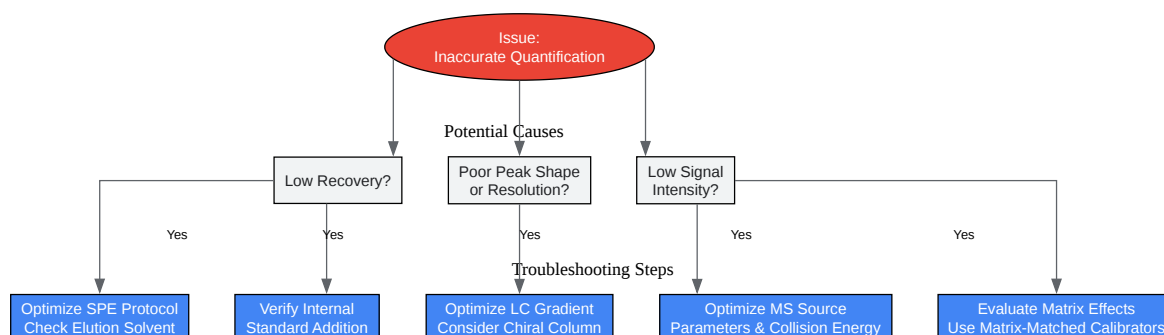 Issue:
Inaccurate Quantification
Potential Causes
Low Recovery?
Poor Peak Shape
or Resolution?
Low Signal
Intensity?
Yes
Yes
Yes
Yes
Yes
Troubleshooting Steps
Optimize SPE Protocol
Check Elution Solvent
Verify Internal
Standard Addition
Optimize LC Gradient
Consider Chiral Column
Optimize MS Source
Parameters & Collision Energy
Evaluate Matrix Effects
Use Matrix-Matched Calibrators